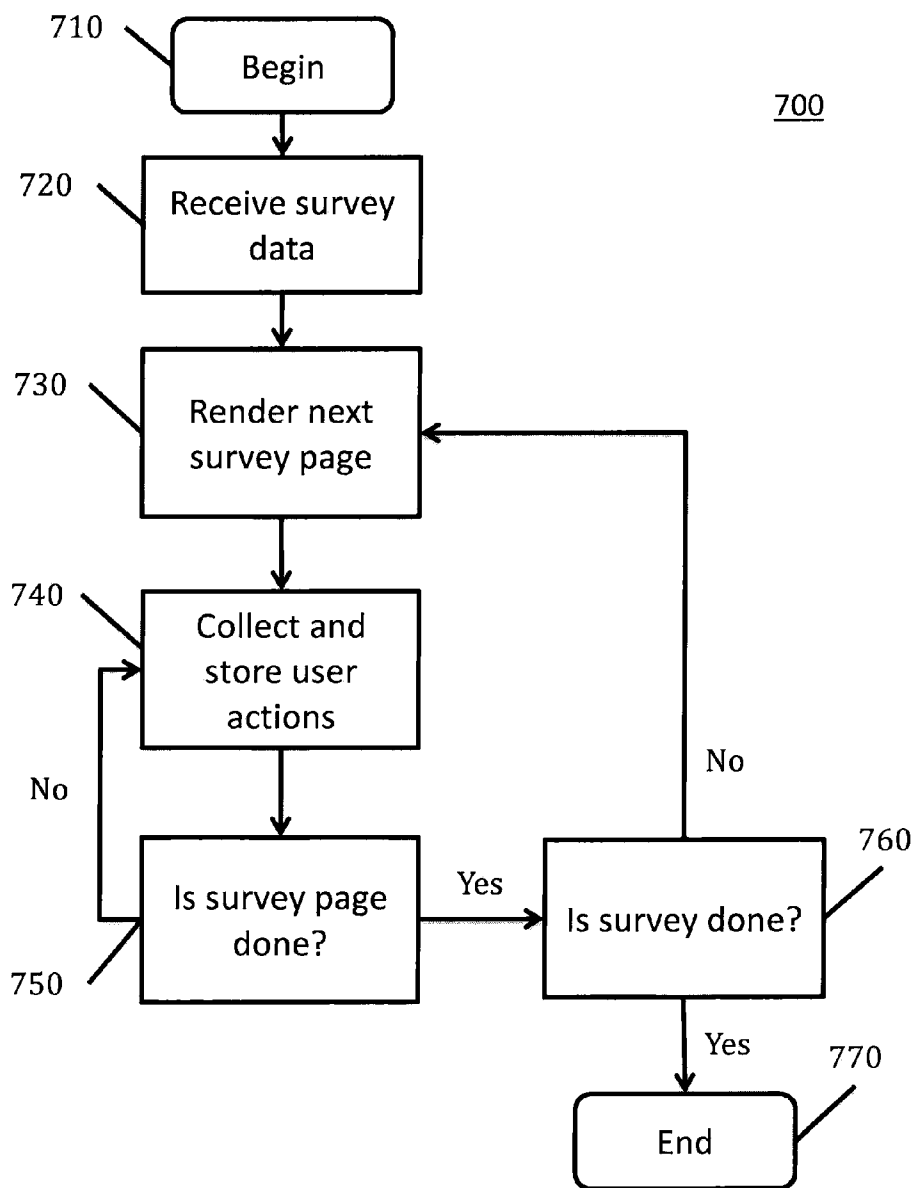 710
Begin
700
720
Receive survey
data
730
Render next
survey page
740
Collect and
store user
actions
No
No
750
Is survey page
done?
Yes
760
Is survey done?
Yes
770
End